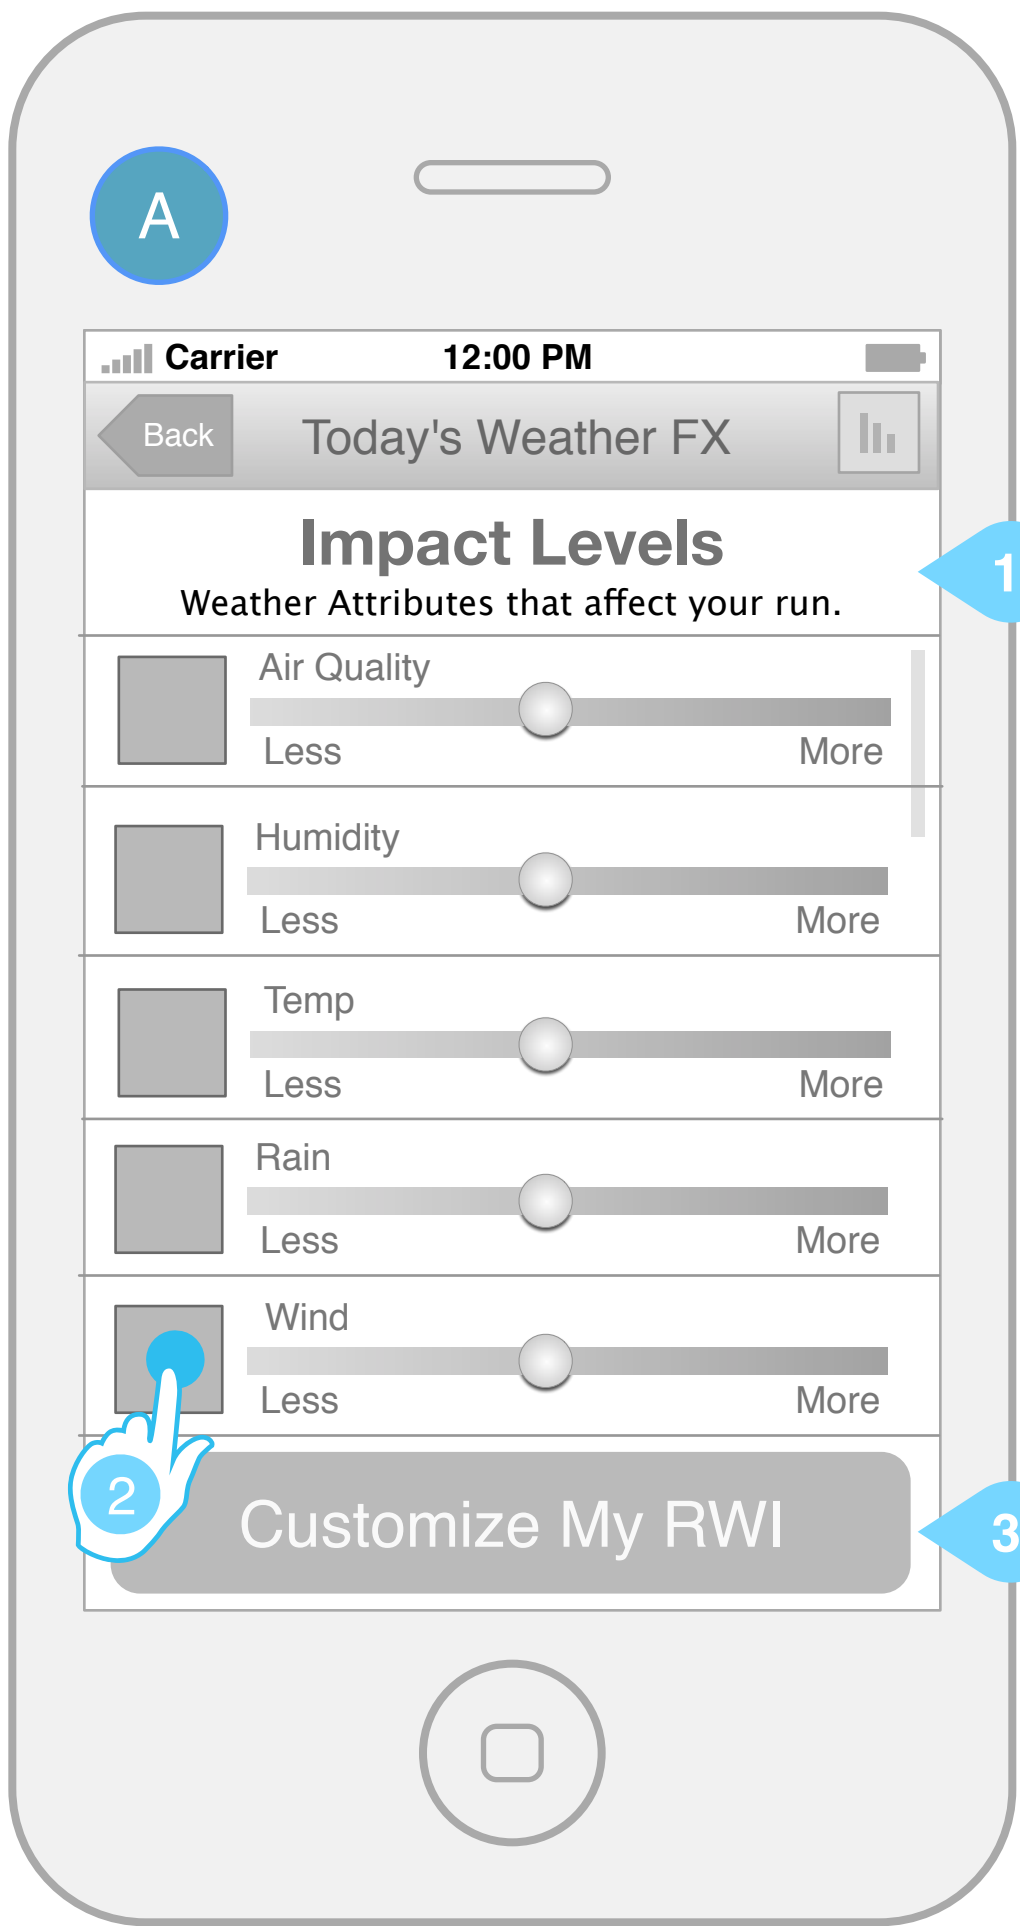 A
Carrier 12:00 PM
Back Today's Weather FX
Impact Levels
1
Weather Attributes that affect your run.
Air Quality
Less More
Humidity
Less More
Temp
Less More
Rain
Less More
Wind
Less More
2
Customize My RWI
3